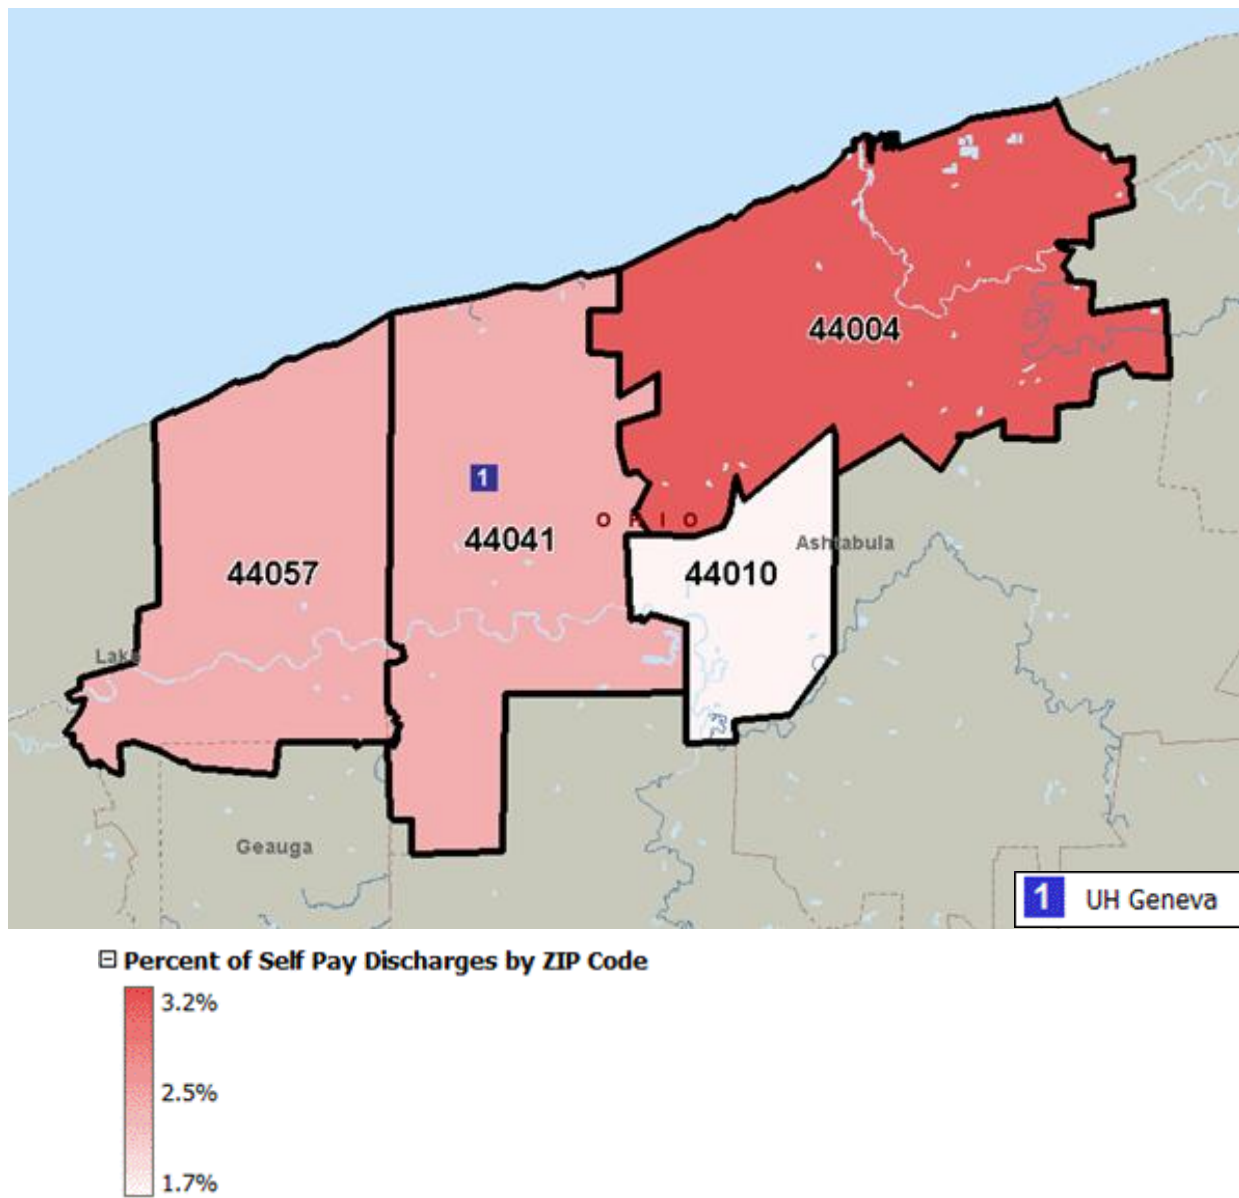 44004
1
O H I O
44041
Ashtabula
44057
44010
Lake
Geauga
1 UH Geneva
Percent of Self Pay Discharges by ZIP Code
3.2%
2.5%
1.7%